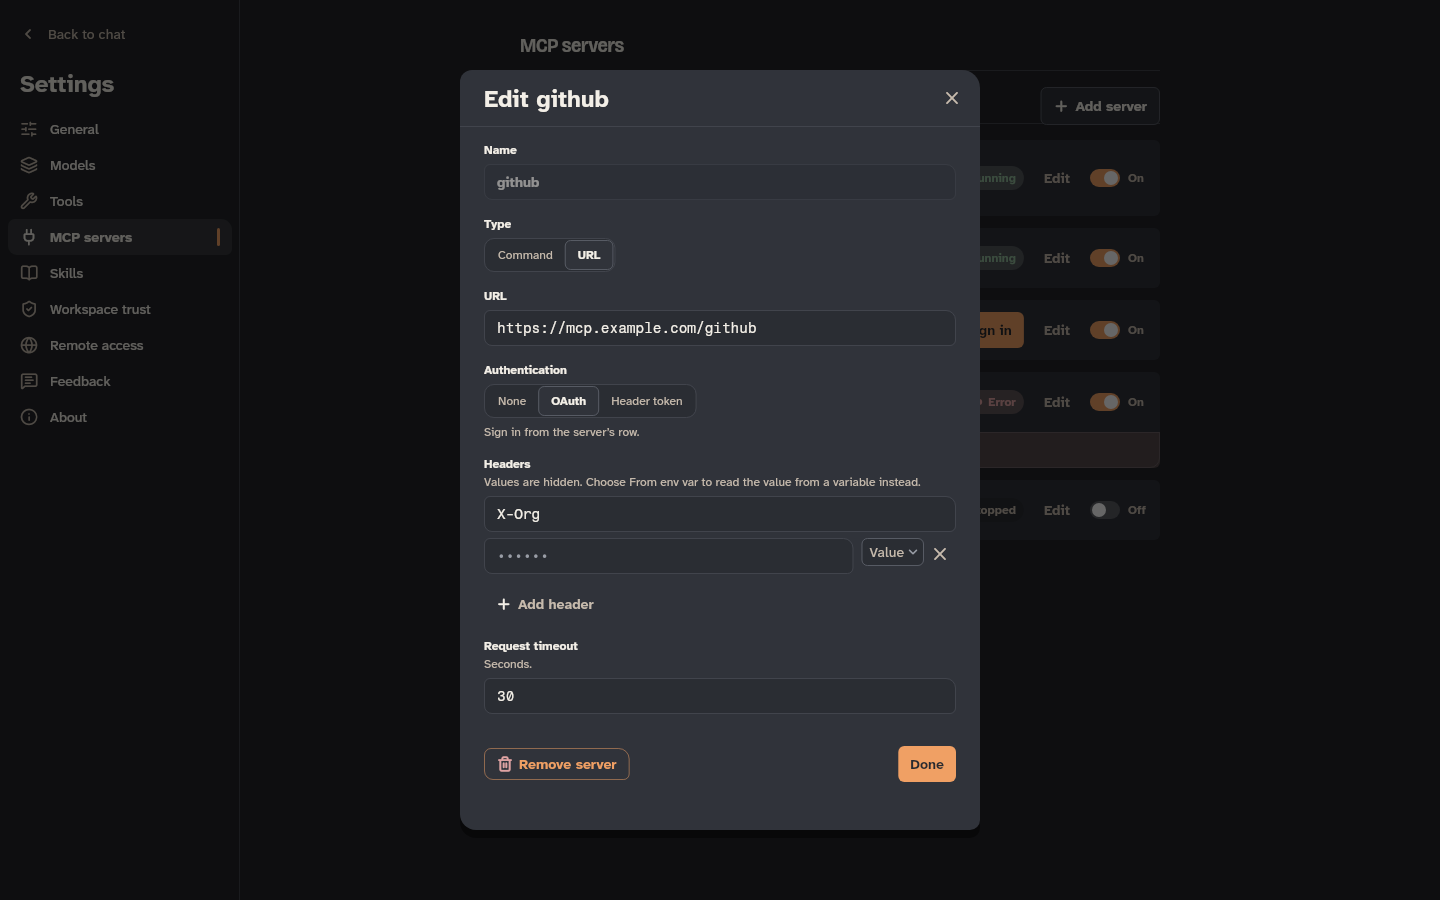 Back to chat
MCP servers
Settings
General
Models
Tools
MCP servers
Skills
Workspace trust
Remote access
Feedback
About
Add server
Edit
On
Edit
On
Edit
On
Error
Edit
On
Edit
Off
Edit github
Name
github
Type
Command
URL
URL
https://mcp.example.com/github
Authentication
None
OAuth
Header token
Sign in from the server's row.
Headers
Values are hidden. Choose From env var to read the value from a variable instead.
X-Org
••••••
Value
Add header
Request timeout
Seconds.
30
Remove server
Done